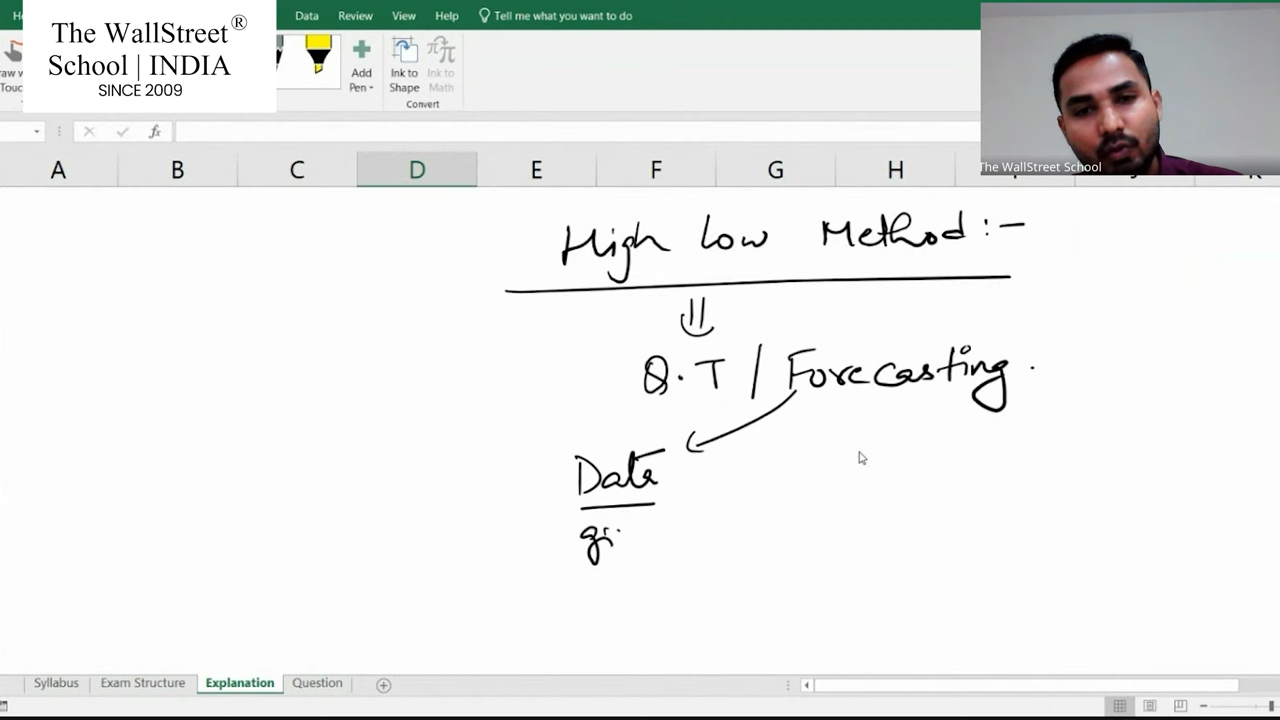 Data Review View Help Tell me what you want to do
The WallStreet®
School | INDIA
SINCE 2009
Add
Pen
Ink to
Shape
Ink to
Math
Convert
fx
The WallStreet School
A B C D E F G H
High low Method:-
Q.T / Forecasting.
Data
gi
Syllabus Exam Structure Explanation Question